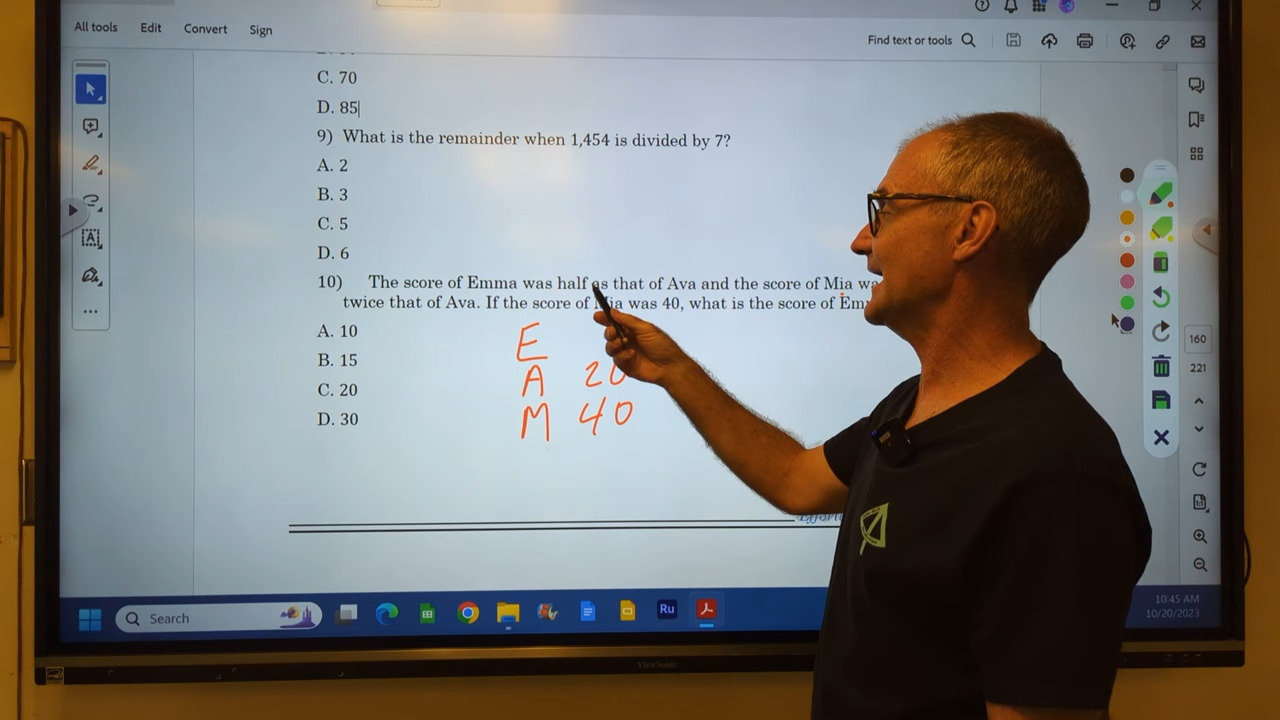 All tools Edit Convert Sign
Find text or tools
C. 70
D. 85
9) What is the remainder when 1,454 is divided by 7?
A. 2
B. 3
C. 5
D. 6
10) The score of Emma was half as that of Ava and the score of Mia
twice that of Ava. If the score of Mia was 40, what is the score of
A. 10
B. 15
C. 20
D. 30
E
A 20
M 40
160
221
Search
Ru
10:45 AM
10/20/2023
ViewSonic